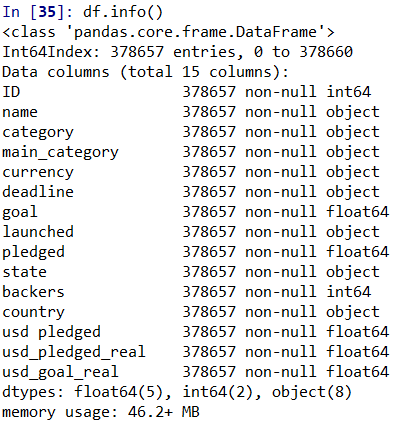 In [35]: df.info()
<class 'pandas.core.frame.DataFrame'>
Int64Index: 378657 entries, 0 to 378660
Data columns (total 15 columns):
ID                  378657 non-null int64
name                378657 non-null object
category            378657 non-null object
main_category       378657 non-null object
currency            378657 non-null object
deadline            378657 non-null object
goal                378657 non-null float64
launched            378657 non-null object
pledged             378657 non-null float64
state               378657 non-null object
backers             378657 non-null int64
country             378657 non-null object
usd pledged         378657 non-null float64
usd_pledged_real    378657 non-null float64
usd_goal_real       378657 non-null float64
dtypes: float64(5), int64(2), object(8)
memory usage: 46.2+ MB